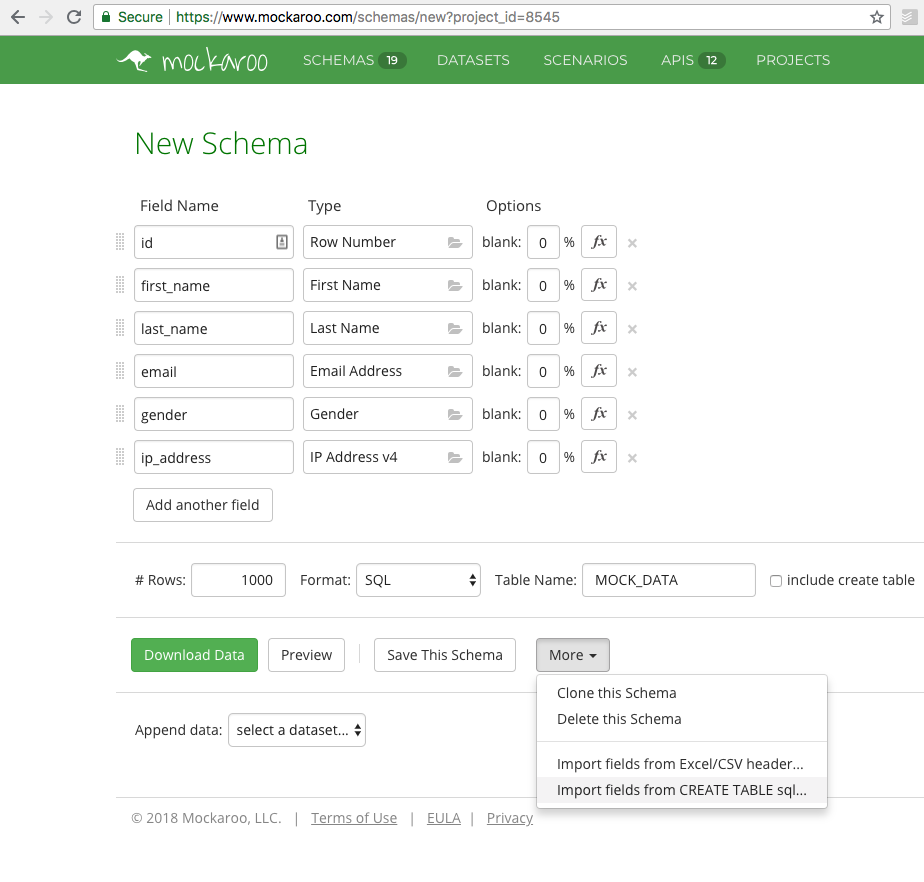 Secure https://www.mockaroo.com/schemas/new?project_id=8545
mockaroo SCHEMAS 19 DATASETS SCENARIOS APIS 12 PROJECTS
New Schema
Field Name Type Options
id Row Number blank: 0 % fx ×
first_name First Name blank: 0 % fx ×
last_name Last Name blank: 0 % fx ×
email Email Address blank: 0 % fx ×
gender Gender blank: 0 % fx ×
ip_address IP Address v4 blank: 0 % fx ×
Add another field
# Rows: 1000 Format: SQL Table Name: MOCK_DATA include create table
Download Data Preview Save This Schema More
Clone this Schema
Delete this Schema
Append data: select a dataset...
Import fields from Excel/CSV header...
Import fields from CREATE TABLE sql...
© 2018 Mockaroo, LLC. | Terms of Use | EULA | Privacy